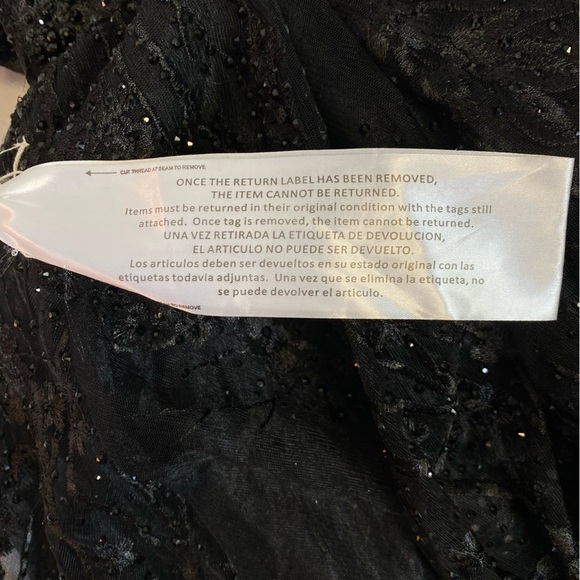 CUT THREAD AT SEAM TO REMOVE
ONCE THE RETURN LABEL HAS BEEN REMOVED,
THE ITEM CANNOT BE RETURNED.
Items must be returned in their original condition with the tags still
attached. Once tag is removed, the item cannot be returned.
UNA VEZ RETIRADA LA ETIQUETA DE DEVOLUCION,
EL ARTICULO NO PUEDE SER DEVUELTO.
Los articulos deben ser devueltos en su estado original con las
etiquetas todavia adjuntas. Una vez que se elimina la etiqueta, no
se puede devolver el articulo.
TO REMOVE